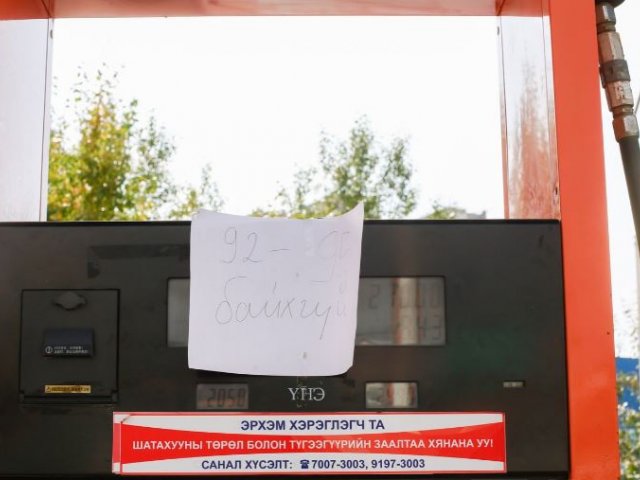 92 -
байхгүй
ҮНЭ
ЭРХЭМ ХЭРЭГЛЭГЧ ТА
ШАТАХУУНЫ ТӨРӨЛ БОЛОН ТҮГЭЭГҮҮРИЙН ЗААЛТАА ХЯНАНА УУ!
САНАЛ ХҮСЭЛТ: ☎7007-3003, 9197-3003